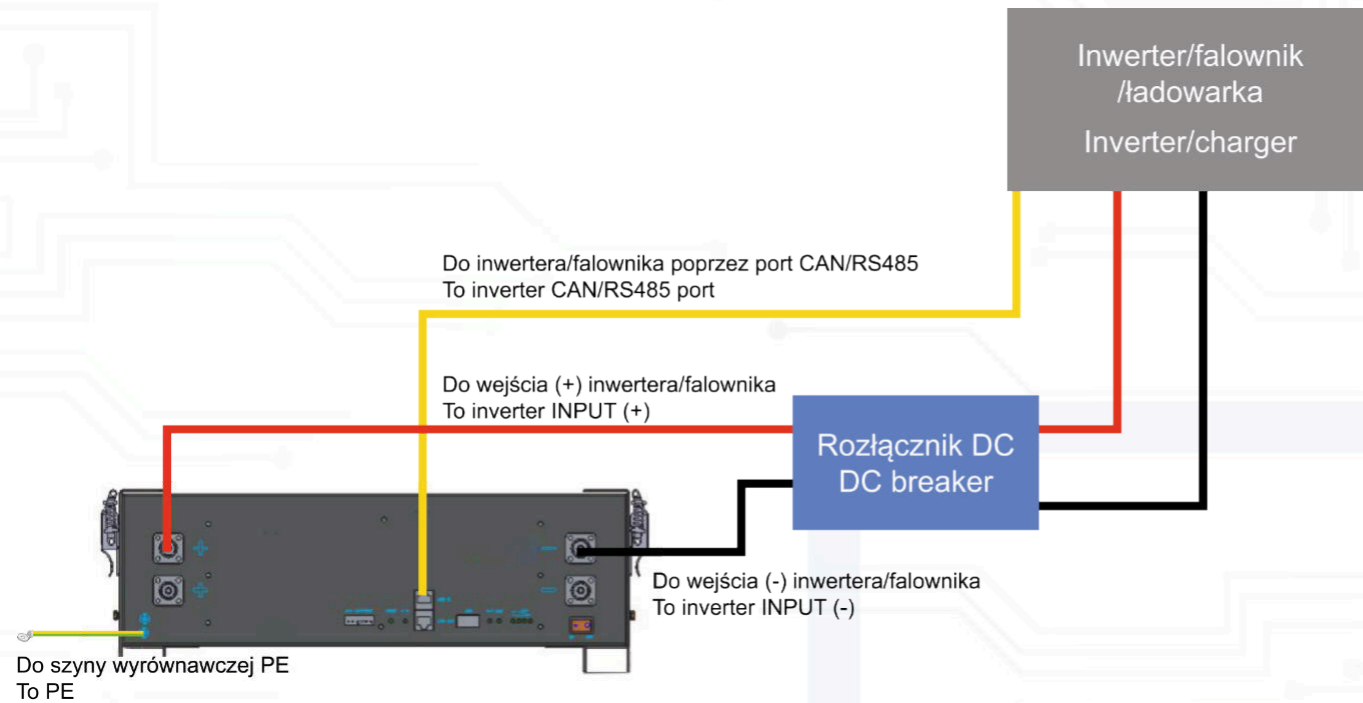 Inwerter/falownik
/ładowarka
Inverter/charger
Do inwertera/falownika poprzez port CAN/RS485
To inverter CAN/RS485 port
Do wejścia (+) inwertera/falownika
To inverter INPUT (+)
Rozłącznik DC
DC breaker
Do wejścia (-) inwertera/falownika
To inverter INPUT (-)
Do szyny wyrównawczej PE
To PE